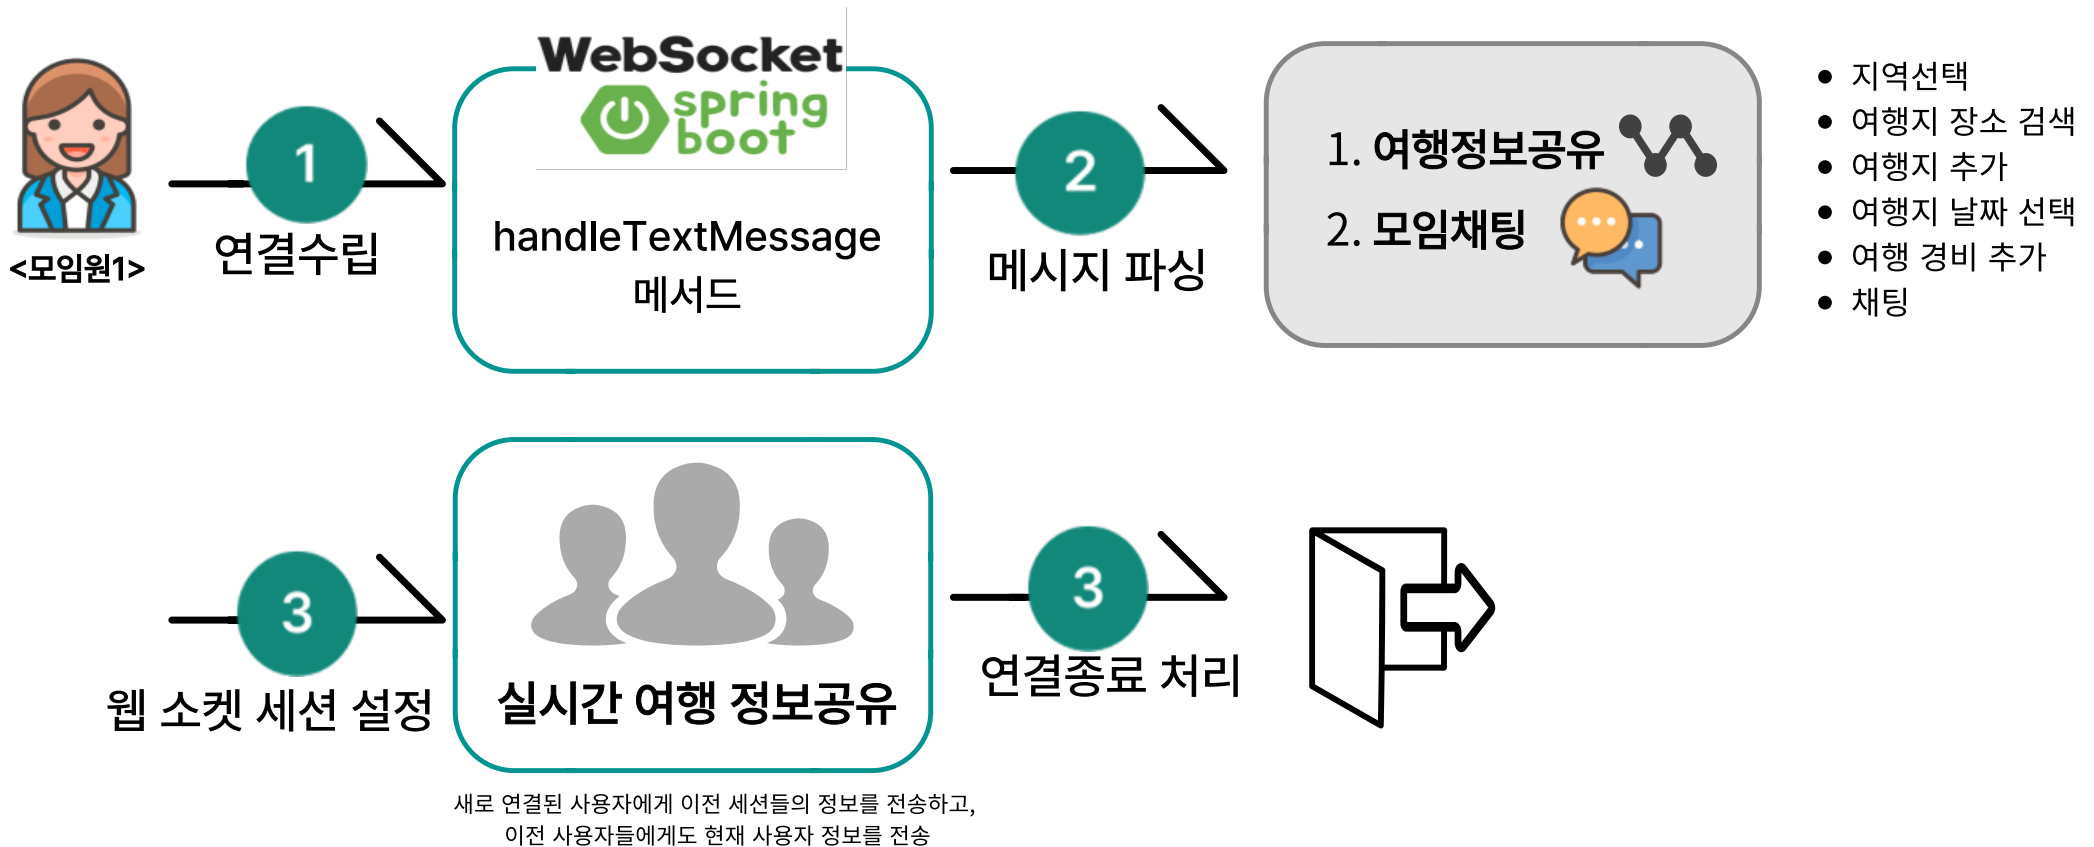 WebSocket
spring
boot
1
연결수립
<모임원1>
handleTextMessage
메서드
2
메시지 파싱
1. 여행정보공유
2. 모임채팅
● 지역선택
● 여행지 장소 검색
● 여행지 추가
● 여행지 날짜 선택
● 여행 경비 추가
● 채팅
3
웹 소켓 세션 설정
실시간 여행 정보공유
새로 연결된 사용자에게 이전 세션들의 정보를 전송하고,
이전 사용자들에게도 현재 사용자 정보를 전송
3
연결종료 처리